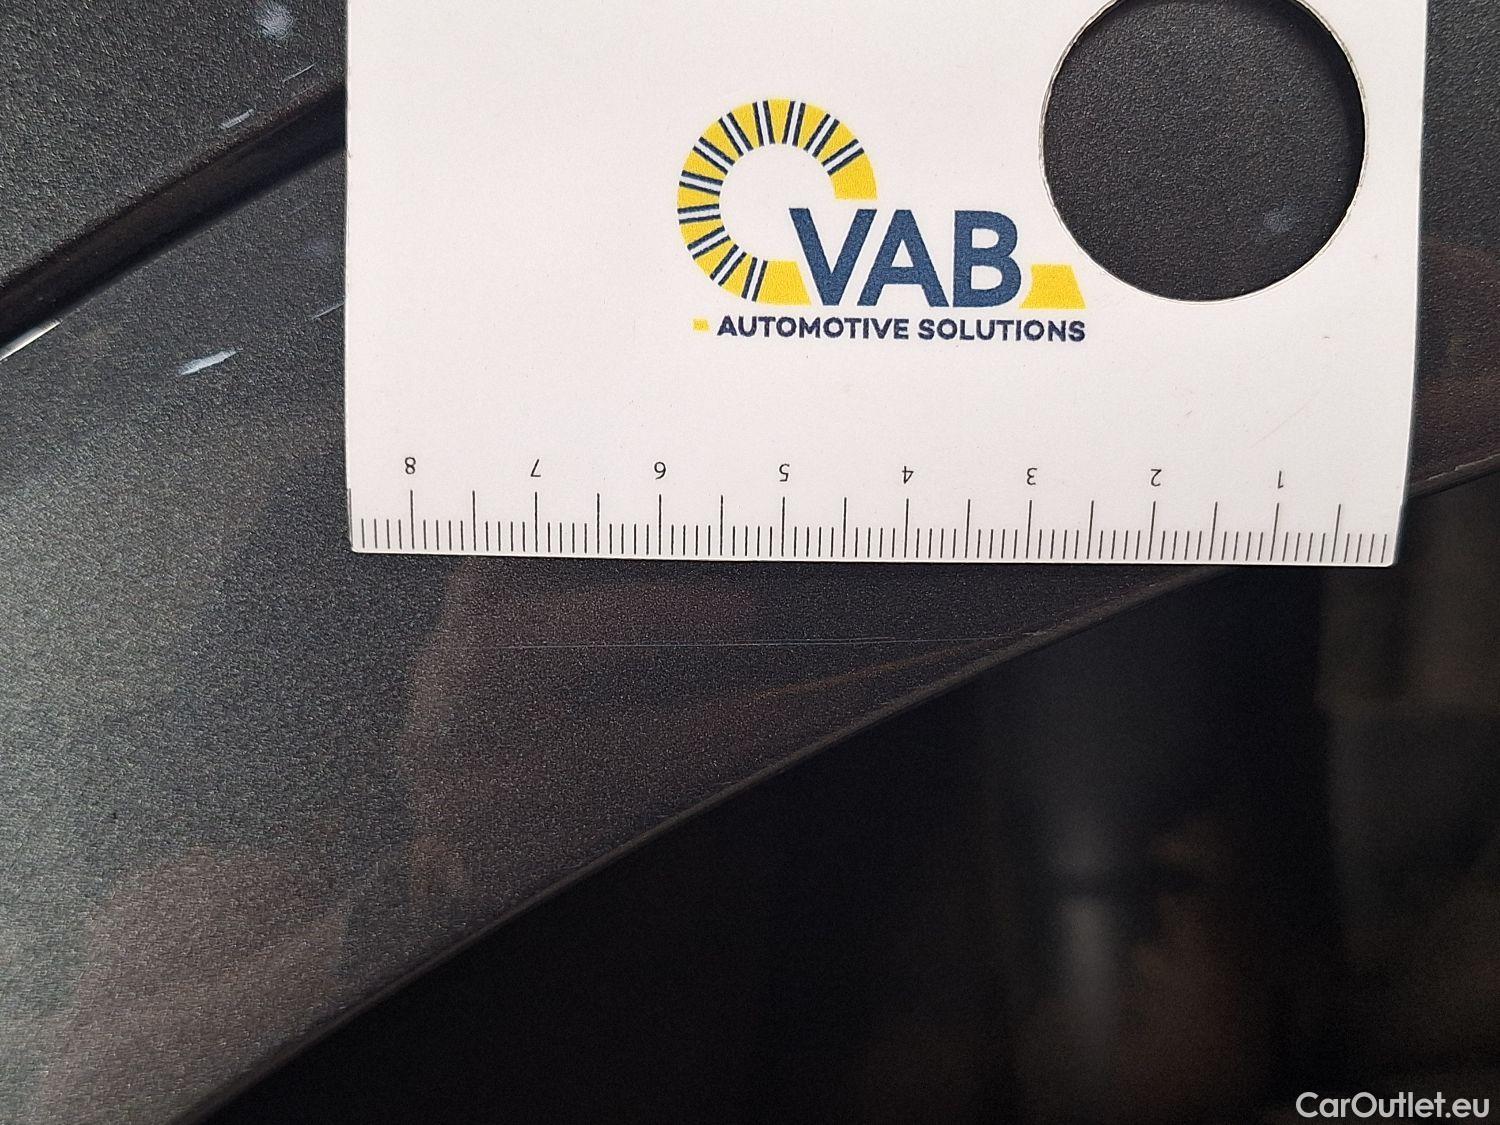 VAB
AUTOMOTIVE SOLUTIONS
8 7 6 5 4 3 2 1
CarOutlet.eu